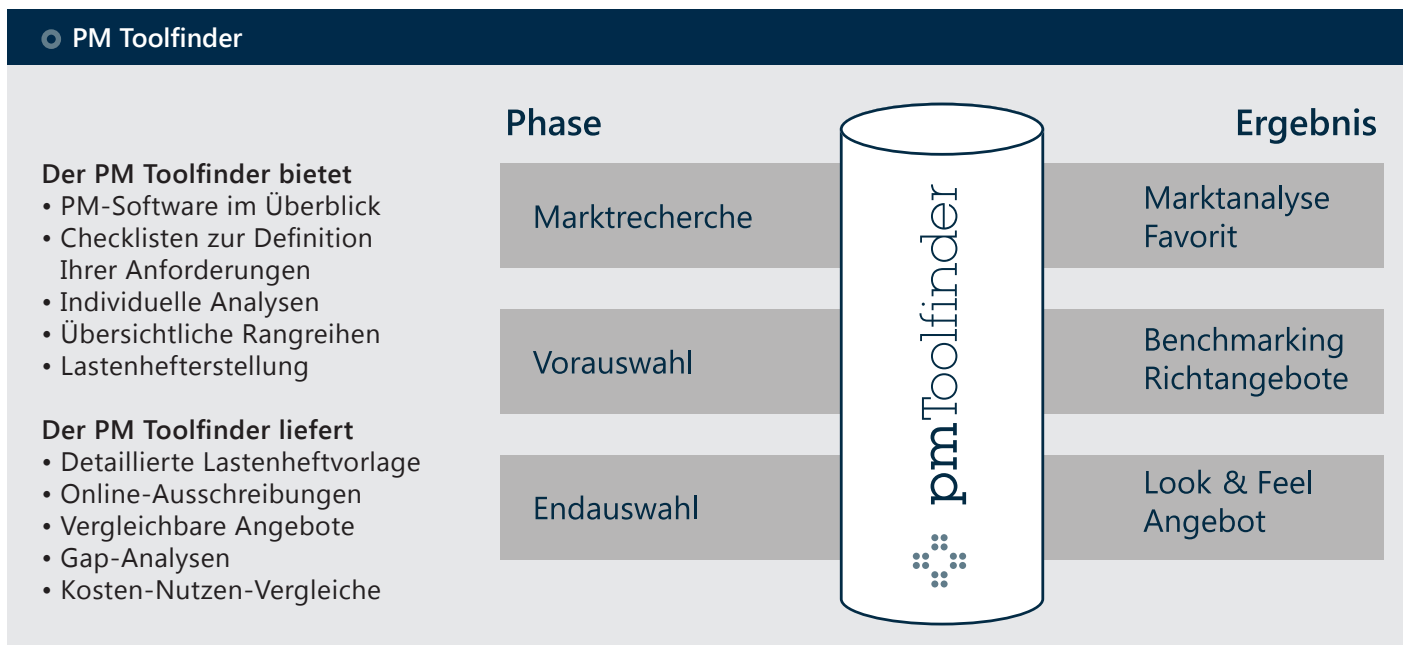 PM Toolfinder
Der PM Toolfinder bietet
• PM-Software im Überblick
• Checklisten zur Definition
Ihrer Anforderungen
• Individuelle Analysen
• Übersichtliche Rangreihen
• Lastenhefterstellung
Der PM Toolfinder liefert
• Detaillierte Lastenheftvorlage
• Online-Ausschreibungen
• Vergleichbare Angebote
• Gap-Analysen
• Kosten-Nutzen-Vergleiche
Phase
Marktrecherche
Vorauswahl
Endauswahl
pmToolfinder
Ergebnis
Marktanalyse
Favorit
Benchmarking
Richtangebote
Look & Feel
Angebot